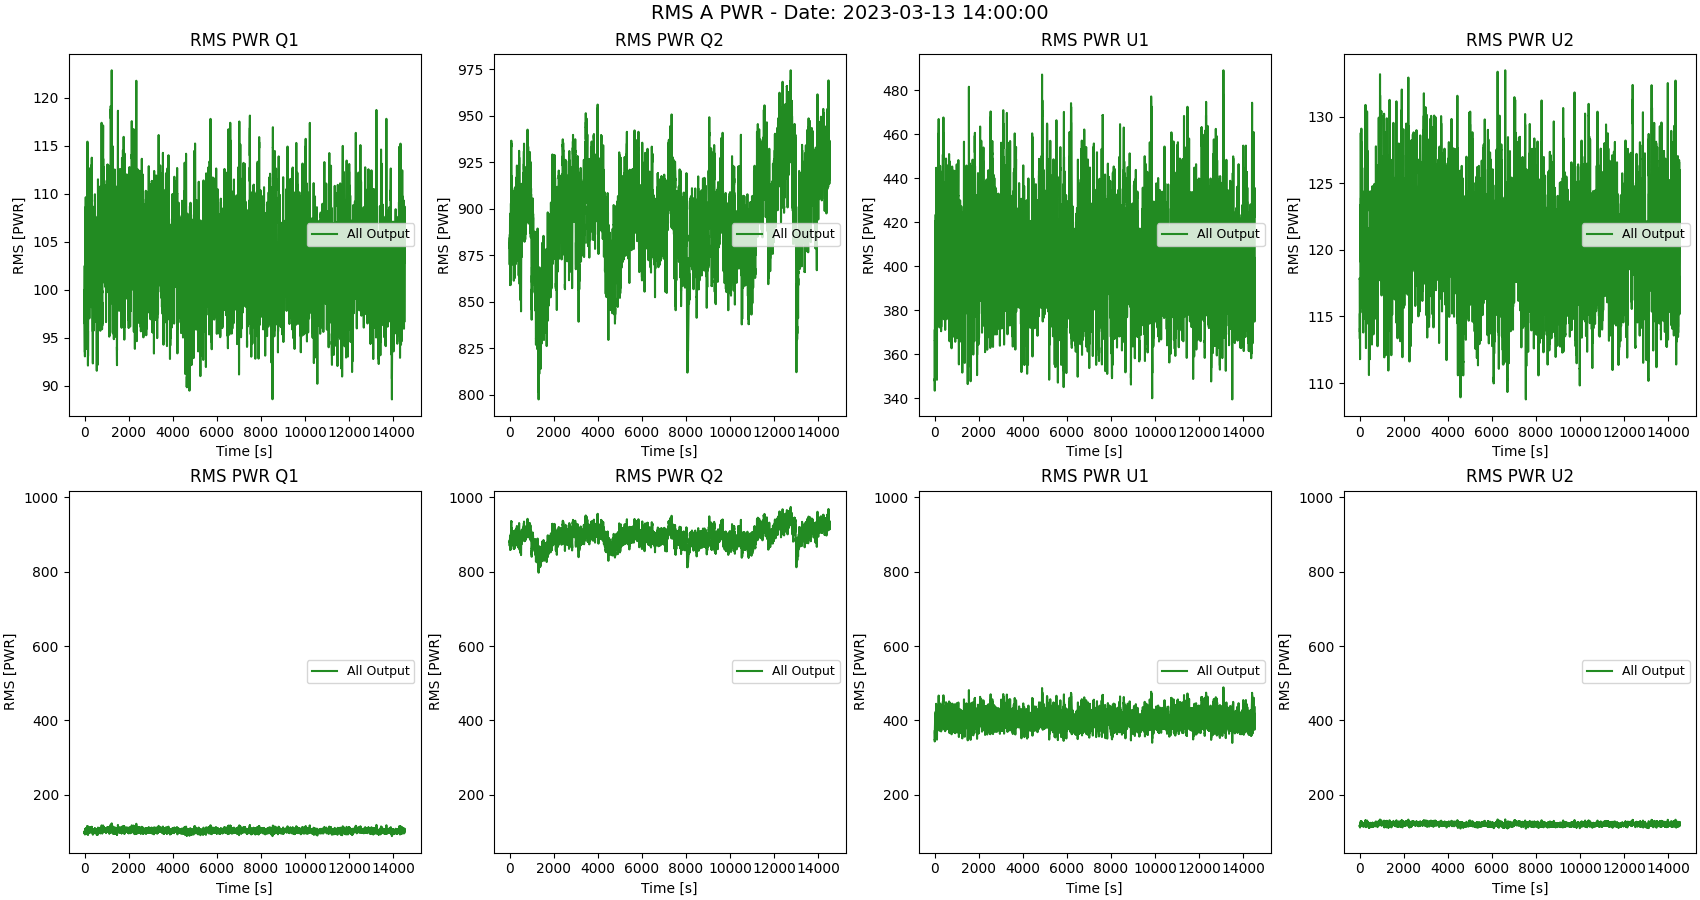 RMS A PWR - Date: 2023-03-13 14:00:00
RMS PWR Q1
RMS [PWR]
120
115
110
105
100
95
90
All Output
0 2000 4000 6000 8000 10000 12000 14000
Time [s]
RMS PWR Q2
RMS [PWR]
975
950
925
900
875
850
825
800
All Output
0 2000 4000 6000 8000 10000 12000 14000
Time [s]
RMS PWR U1
RMS [PWR]
480
460
440
420
400
380
360
340
All Output
0 2000 4000 6000 8000 10000 12000 14000
Time [s]
RMS PWR U2
RMS [PWR]
130
125
120
115
110
All Output
0 2000 4000 6000 8000 10000 12000 14000
Time [s]
RMS PWR Q1
RMS [PWR]
1000
800
600
400
200
All Output
0 2000 4000 6000 8000 10000 12000 14000
Time [s]
RMS PWR Q2
RMS [PWR]
1000
800
600
400
200
All Output
0 2000 4000 6000 8000 10000 12000 14000
Time [s]
RMS PWR U1
RMS [PWR]
1000
800
600
400
200
All Output
0 2000 4000 6000 8000 10000 12000 14000
Time [s]
RMS PWR U2
RMS [PWR]
1000
800
600
400
200
All Output
0 2000 4000 6000 8000 10000 12000 14000
Time [s]